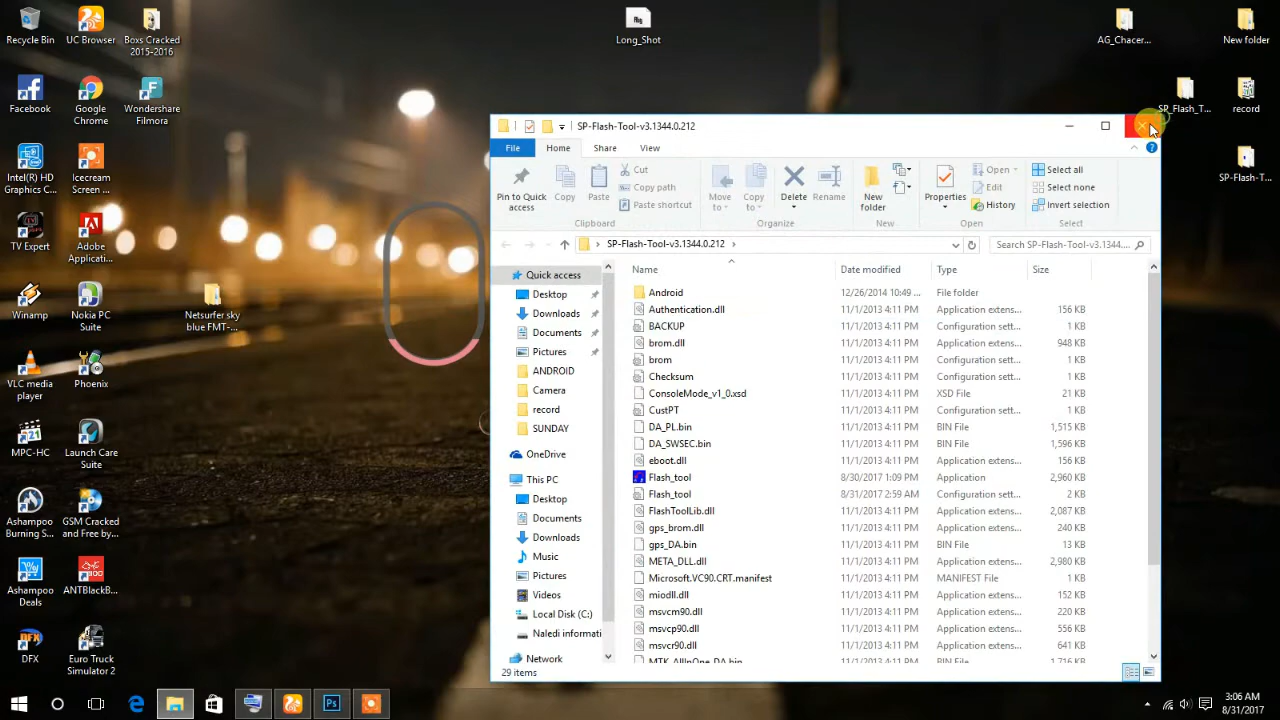 Recycle Bin
UC Browser
Boxs Cracked
2015-2016
Facebook
Google
Chrome
Wondershare
Filmora
Intel(R) HD
Graphics C...
Icecream
Screen ...
TV Expert
Adobe
Applicati...
Winamp
Nokia PC
Suite
Netsurfer sky
blue FMT-...
VLC media
player
Phoenix
MPC-HC
Launch Care
Suite
Ashampoo
Burning S...
GSM Cracked
and Free by...
Ashampoo
Deals
ANTBlackB...
DFX
Euro Truck
Simulator 2
Long_Shot
AG_Chacer...
New folder
SP_Flash_T...
record
SP-Flash-T...
SP-Flash-Tool-v3.1344.0.212
File
Home
Share
View
Pin to Quick
access
Copy
Paste
Cut
Copy path
Paste shortcut
Clipboard
Move
to
Copy
to
Delete
Rename
Organize
New
folder
New
Properties
Open
Edit
History
Open
Select all
Select none
Invert selection
Select
SP-Flash-Tool-v3.1344.0.212
Search SP-Flash-Tool-v3.1344....
Quick access
Desktop
Downloads
Documents
Pictures
ANDROID
Camera
record
SUNDAY
OneDrive
This PC
Desktop
Documents
Downloads
Music
Pictures
Videos
Local Disk (C:)
Naledi informati
Network
Name Date modified Type Size
Android 12/26/2014 10:49 ... File folder
Authentication.dll 11/1/2013 4:11 PM Application extens... 156 KB
BACKUP 11/1/2013 4:11 PM Configuration sett... 1 KB
brom.dll 11/1/2013 4:11 PM Application extens... 948 KB
brom 11/1/2013 4:11 PM Configuration sett... 1 KB
Checksum 11/1/2013 4:11 PM Configuration sett... 1 KB
ConsoleMode_v1_0.xsd 11/1/2013 4:11 PM XSD File 21 KB
CustPT 11/1/2013 4:11 PM Configuration sett... 1 KB
DA_PL.bin 11/1/2013 4:11 PM BIN File 1,515 KB
DA_SWSEC.bin 11/1/2013 4:11 PM BIN File 1,596 KB
eboot.dll 11/1/2013 4:11 PM Application extens... 156 KB
Flash_tool 8/30/2017 1:09 PM Application 2,960 KB
Flash_tool 8/31/2017 2:59 AM Configuration sett... 2 KB
FlashToolLib.dll 11/1/2013 4:11 PM Application extens... 2,087 KB
gps_brom.dll 11/1/2013 4:11 PM Application extens... 240 KB
gps_DA.bin 11/1/2013 4:11 PM BIN File 13 KB
META_DLL.dll 11/1/2013 4:11 PM Application extens... 2,980 KB
Microsoft.VC90.CRT.manifest 11/1/2013 4:11 PM MANIFEST File 1 KB
miodll.dll 11/1/2013 4:11 PM Application extens... 152 KB
msvcm90.dll 11/1/2013 4:11 PM Application extens... 220 KB
msvcp90.dll 11/1/2013 4:11 PM Application extens... 556 KB
msvcr90.dll 11/1/2013 4:11 PM Application extens... 641 KB
MTK_AllInOne_DA.bin 11/1/2013 4:11 PM BIN File 1,716 KB
29 items
Ps
3:06 AM
8/31/2017